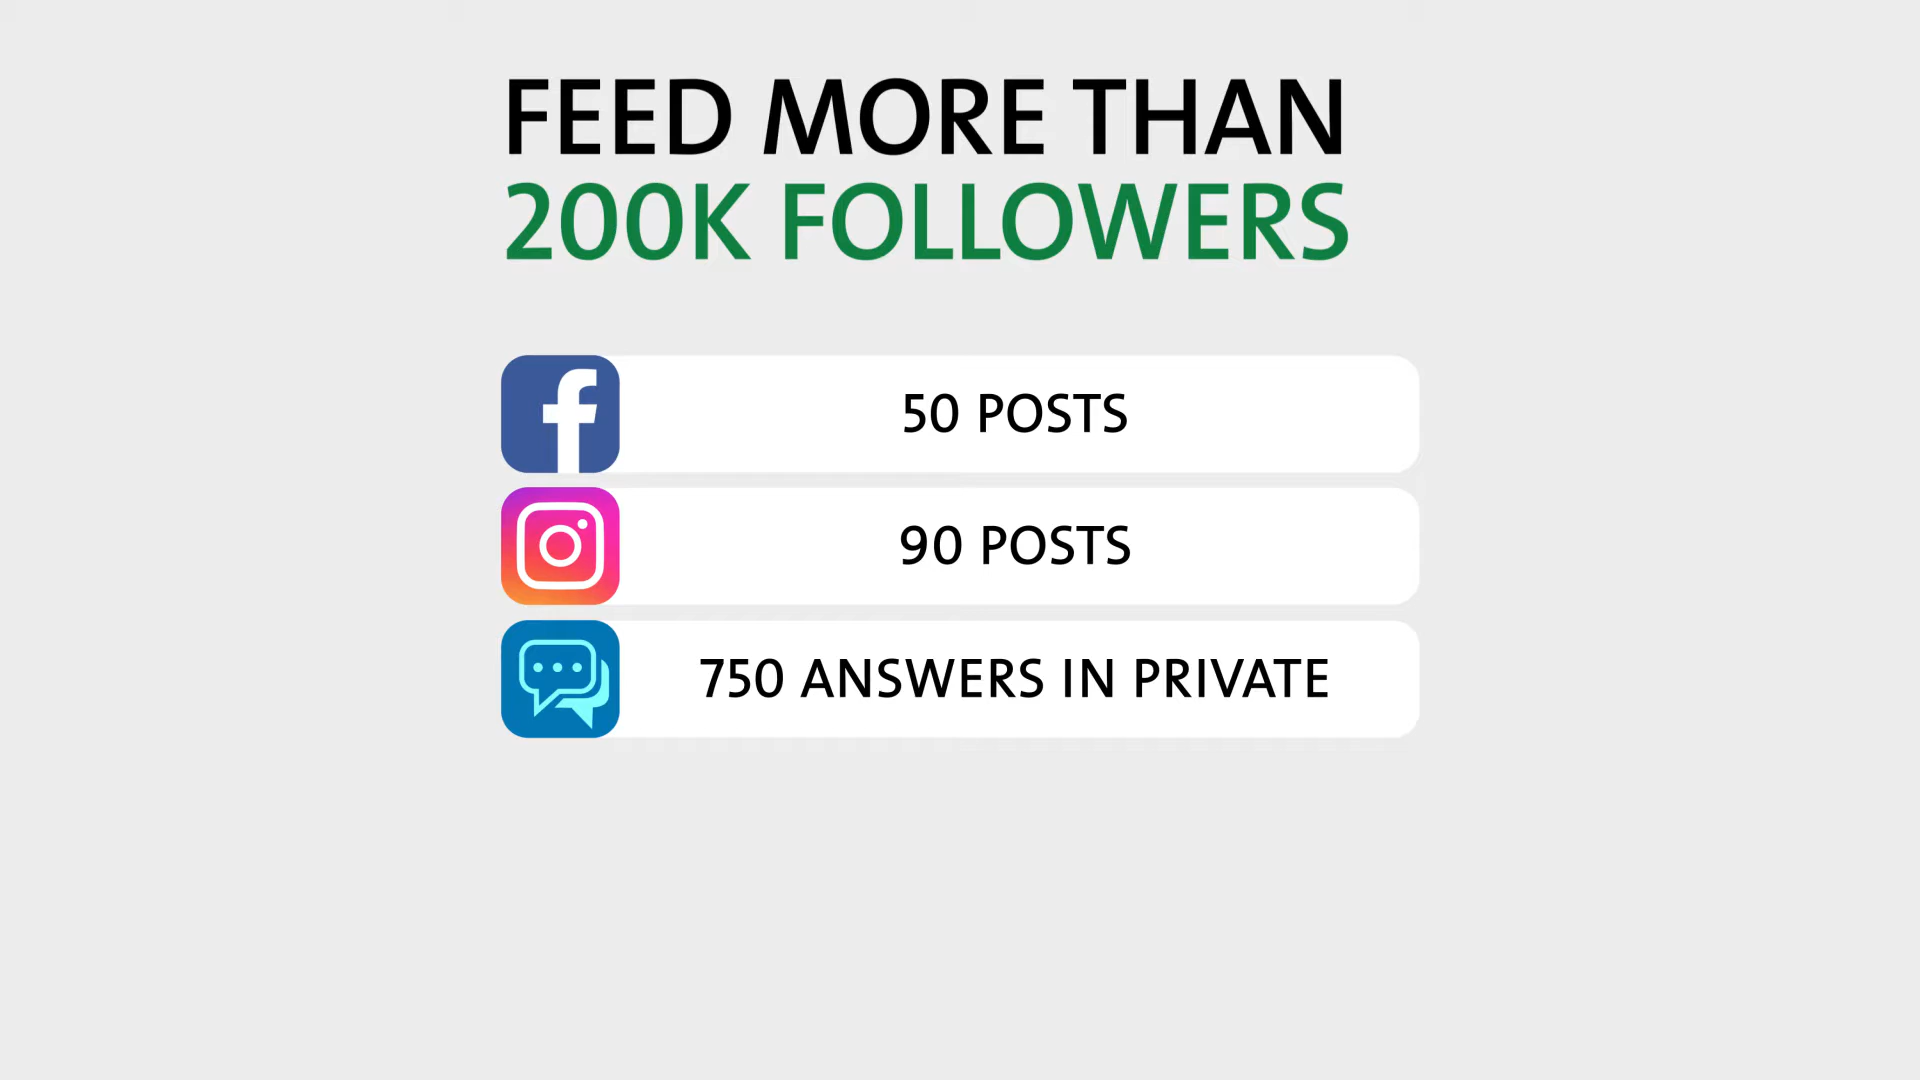 FEED MORE THAN
200K FOLLOWERS
50 POSTS
90 POSTS
750 ANSWERS IN PRIVATE